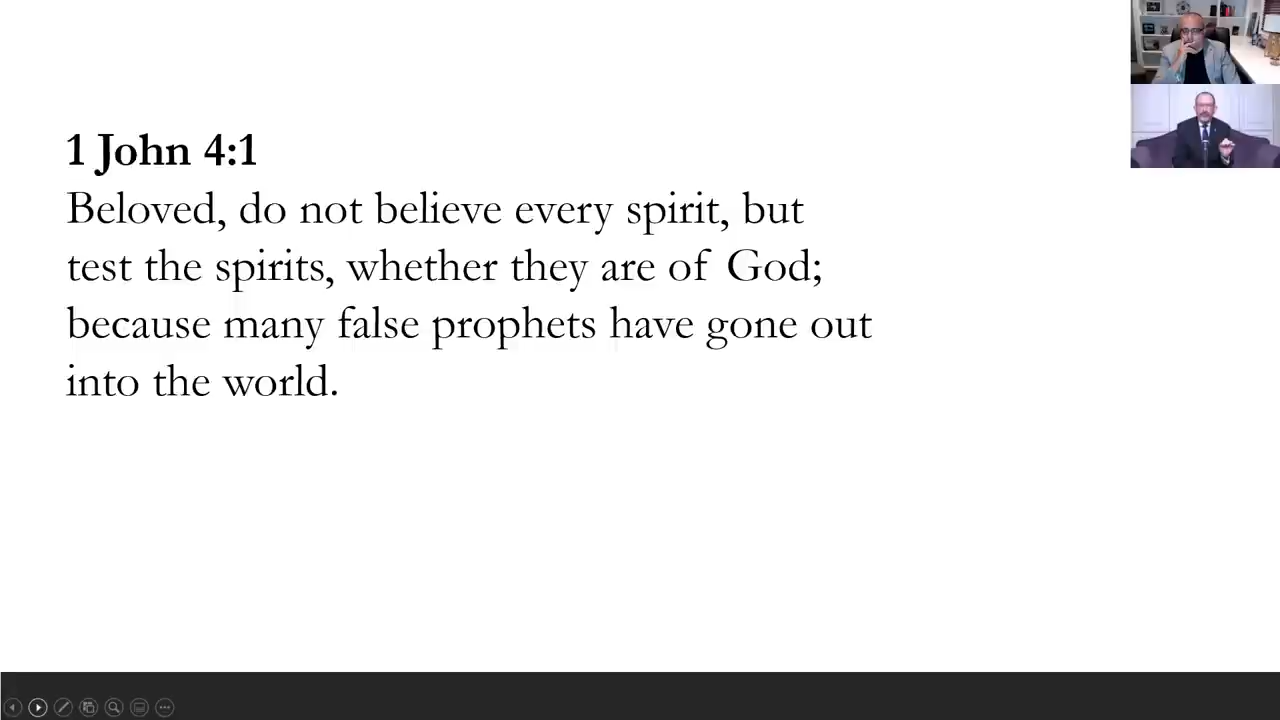 1 John 4:1
Beloved, do not believe every spirit, but
test the spirits, whether they are of God;
because many false prophets have gone out
into the world.